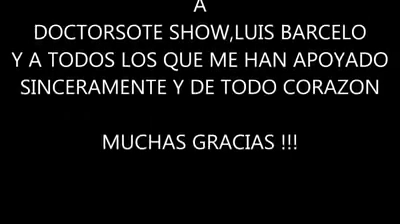 A
DOCTORSOTE SHOW,LUIS BARCELO
Y A TODOS LOS QUE ME HAN APOYADO
SINCERAMENTE Y DE TODO CORAZON
MUCHAS GRACIAS !!!